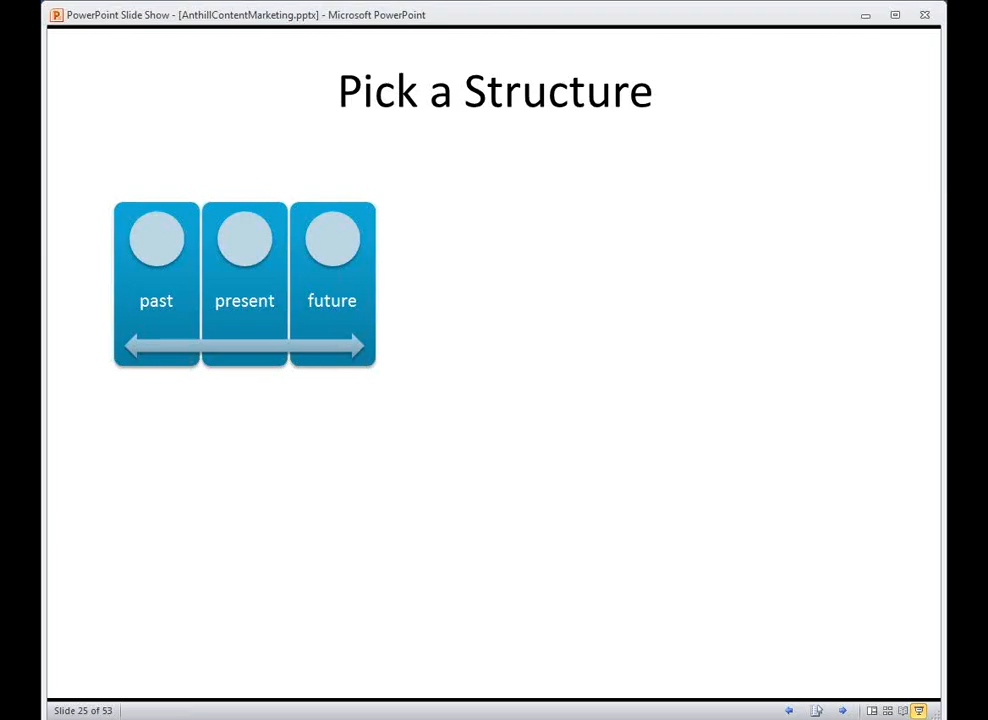 PowerPoint Slide Show - [AnthillContentMarketing.pptx] - Microsoft PowerPoint
Pick a Structure
past present future
Slide 25 of 53